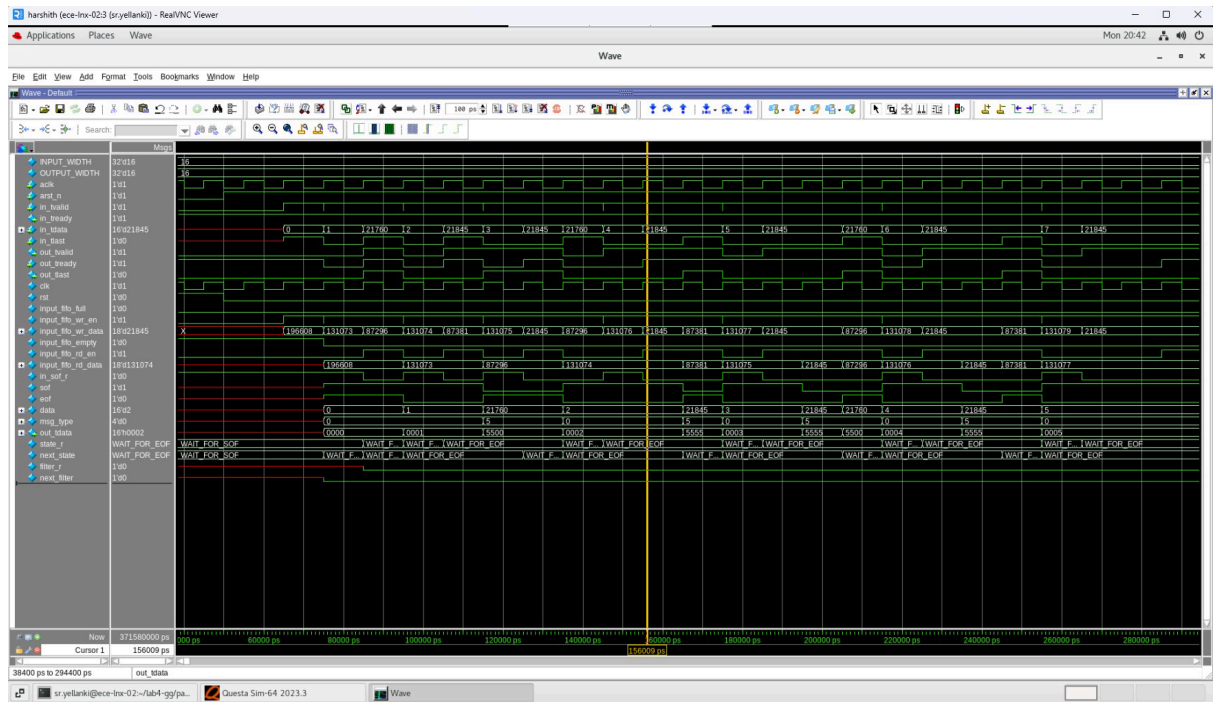 harshith (ece-lnx-02:3 (sr.yellanki)) - RealVNC Viewer
Applications Places Wave Mon 20:42
Wave
File Edit View Add Format Tools Bookmarks Window Help
Wave - Default
100 ps
Search:
Msgs
INPUT_WIDTH 32'd16 16
OUTPUT_WIDTH 32'd16 16
aclk 1'd1
arst_n 1'd1
in_tvalid 1'd1
in_tready 1'd1
in_tdata 16'd21845 0 1 21760 2 21845 3 21845 21760 4 21845 5 21845 21760 6 21845 7 21845
in_tlast 1'd0
out_tvalid 1'd1
out_tready 1'd1
out_tlast 1'd0
clk 1'd1
rst 1'd0
input_fifo_full 1'd0
input_fifo_wr_en 1'd1
input_fifo_wr_data 18'd21845 X 196608 131073 87296 131074 87381 131075 21845 87296 131076 21845 87381 131077 21845 87296 131078 21845 87381 131079 21845
input_fifo_empty 1'd0
input_fifo_rd_en 1'd1
input_fifo_rd_data 18'd131074 196608 131073 87296 131074 87381 131075 21845 87296 131076 21845 87381 131077
in_sof_r 1'd0
sof 1'd1
eof 1'd0
data 16'd2 0 1 21760 2 21845 3 21845 21760 4 21845 5
msg_type 4'd0 0 5 0 5 0 5 0 5 0
out_tdata 16'h0002 0000 0001 5500 0002 5555 0003 5555 5500 0004 5555 0005
state_r WAIT_FOR_EOF WAIT_FOR_SOF WAIT_F... WAIT_F... WAIT_FOR_EOF WAIT_F... WAIT_FOR_EOF WAIT_F... WAIT_FOR_EOF WAIT_F... WAIT_FOR_EOF WAIT_F... WAIT_FOR_EOF
next_state WAIT_FOR_EOF WAIT_FOR_SOF WAIT_F... WAIT_F... WAIT_FOR_EOF WAIT_F... WAIT_FOR_EOF WAIT_F... WAIT_FOR_EOF WAIT_F... WAIT_FOR_EOF WAIT_F... WAIT_FOR_EOF
filter_r 1'd0
next_filter 1'd0
Now 371580000 ps 000 ps 60000 ps 80000 ps 100000 ps 120000 ps 140000 ps 160000 ps 180000 ps 200000 ps 220000 ps 240000 ps 260000 ps 280000 ps
Cursor 1 156009 ps 156009 ps
38400 ps to 294400 ps out_tdata
sr.yellanki@ece-lnx-02:~/lab4-gg/pa... Questa Sim-64 2023.3 Wave